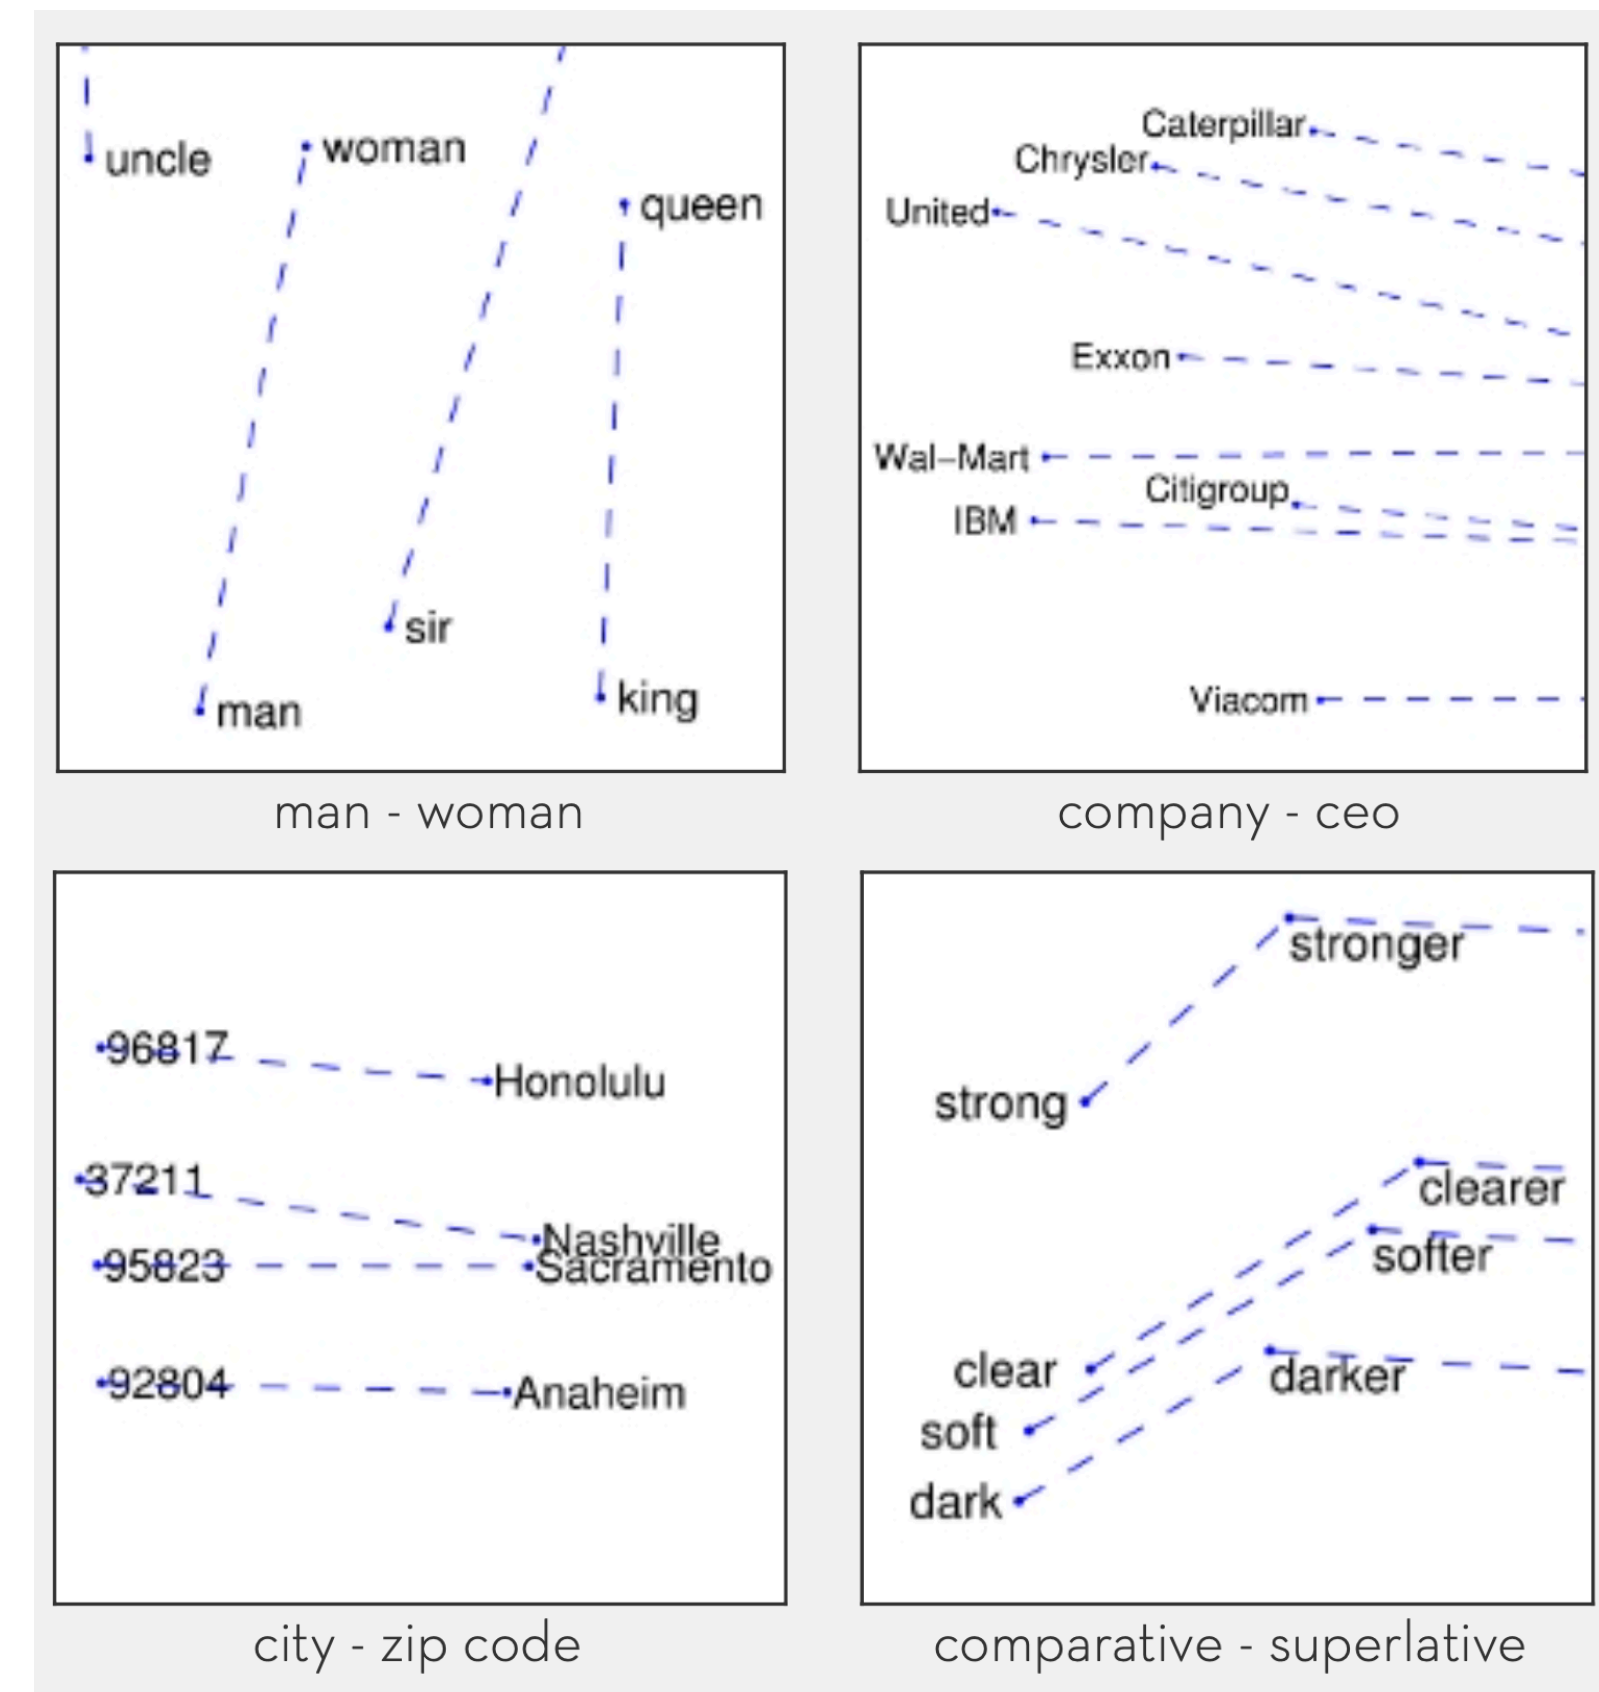 uncle
woman
queen
sir
man
king
man - woman
Caterpillar
Chrysler
United
Exxon
Wal-Mart
Citigroup
IBM
Viacom
company - ceo
96817
Honolulu
37211
Nashville
95823
Sacramento
92804
Anaheim
city - zip code
stronger
strong
clearer
softer
clear
darker
soft
dark
comparative - superlative